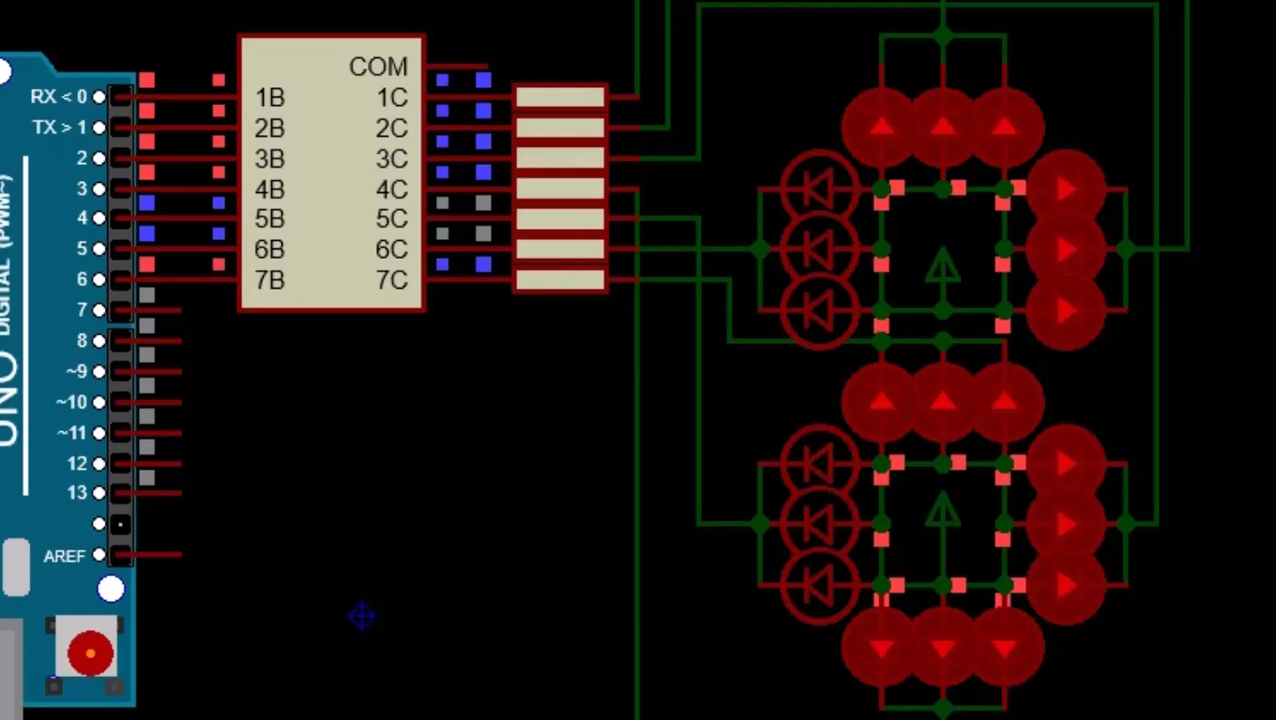 COM
RX < 0
1B 1C
TX > 1
2B 2C
2
3B 3C
3
4B 4C
4
5B 5C
5
6B 6C
6
7B 7C
7
8
~9
~10
~11
12
13
AREF
DIGITAL (PWM~)
UNO